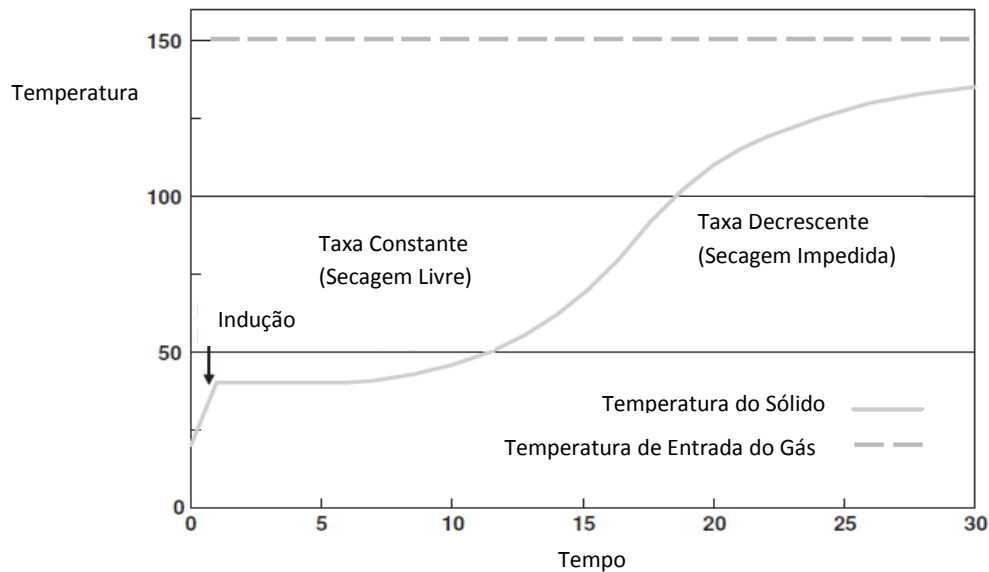 150
Temperatura
100
Taxa Constante
(Secagem Livre)
Taxa Decrescente
(Secagem Impedida)
Indução
50
Temperatura do Sólido
Temperatura de Entrada do Gás
0
0 5 10 15 20 25 30
Tempo